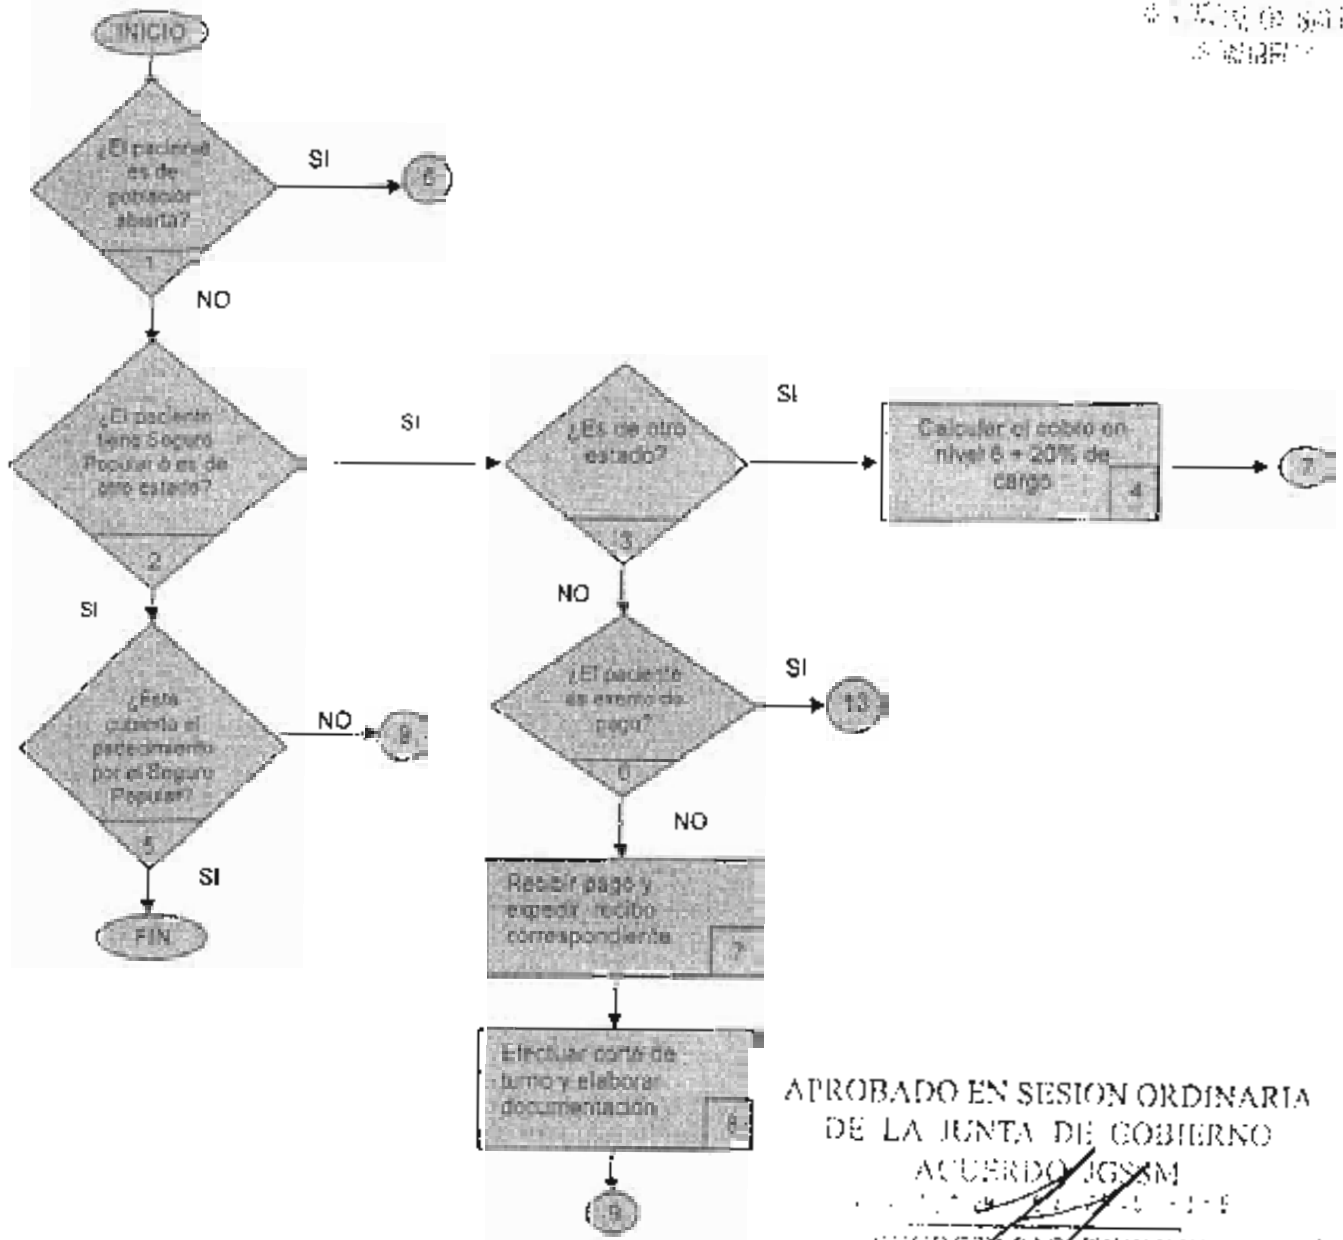 INICIO
¿El paciente
es de
población
abierta?
1
SI
6
NO
¿El paciente
tiene Seguro
Popular ó es de
otro estado?
2
SI
¿Es de otro
estado?
3
SI
Calcular el cobro en
nivel 6 + 20% de
cargo
4
7
SI
NO
¿Esta
cubierto el
padecimiento
por el Seguro
Popular?
5
NO
9
¿El paciente
es exento de
pago?
6
SI
13
SI
FIN
NO
Recibir pago y
expedir recibo
correspondiente
7
Efectuar corte de
turno y elaborar
documentación
8
9
APROBADO EN SESION ORDINARIA
DE LA JUNTA DE GOBIERNO
ACUERDO JGSSM